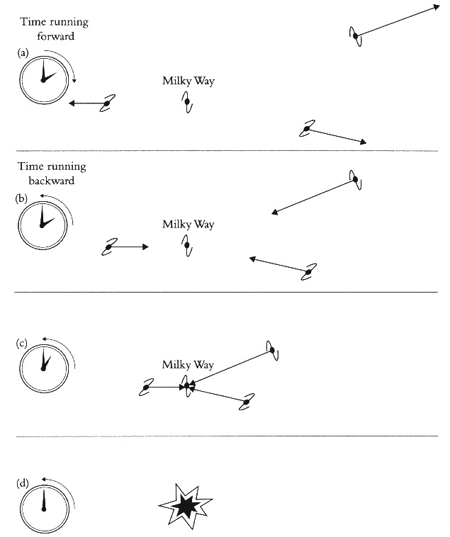 Time running
forward
(a)
Milky Way
Time running
backward
(b)
Milky Way
(c)
Milky Way
(d)